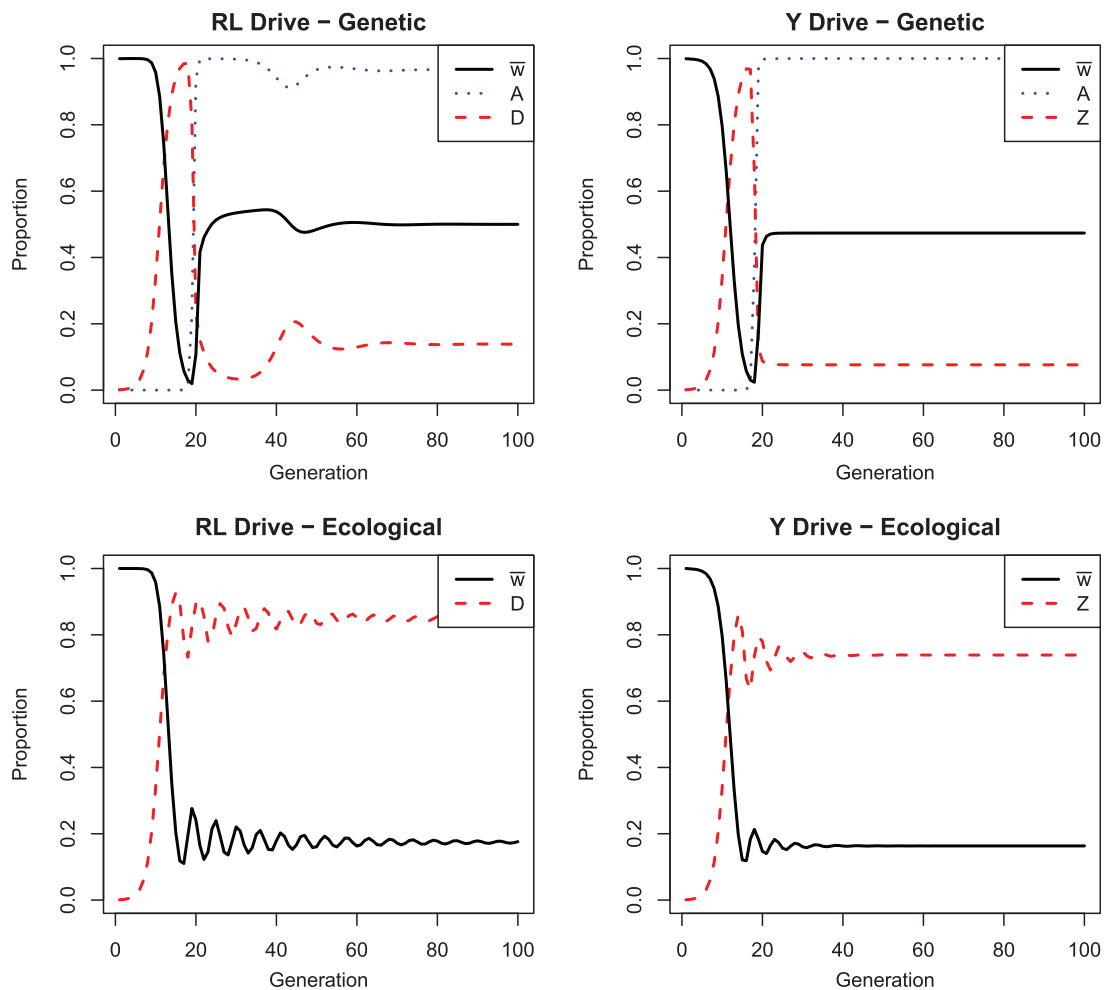 RL Drive − Genetic
Proportion
1.0
0.8
0.6
0.4
0.2
0.0
w̅
A
D
0 20 40 60 80 100
Generation
Y Drive − Genetic
Proportion
1.0
0.8
0.6
0.4
0.2
0.0
w̅
A
Z
0 20 40 60 80 100
Generation
RL Drive − Ecological
Proportion
1.0
0.8
0.6
0.4
0.2
0.0
w̅
D
0 20 40 60 80 100
Generation
Y Drive − Ecological
Proportion
1.0
0.8
0.6
0.4
0.2
0.0
w̅
Z
0 20 40 60 80 100
Generation